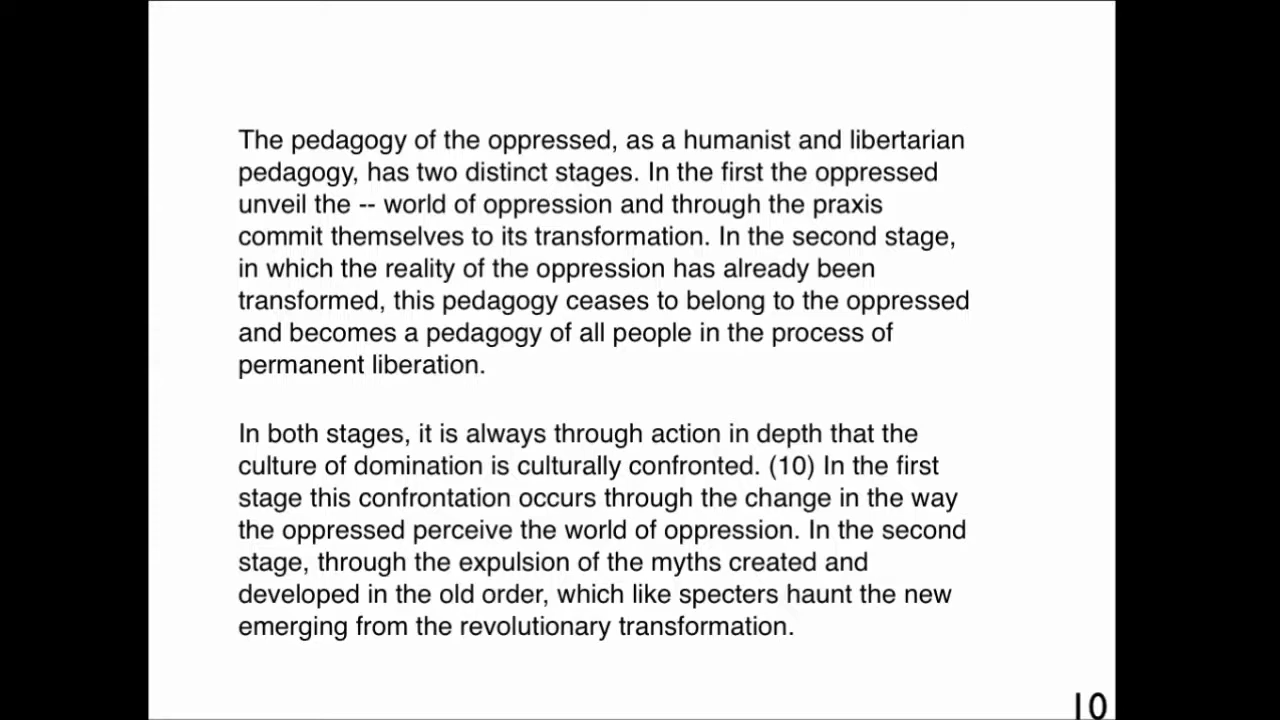 The pedagogy of the oppressed, as a humanist and libertarian
pedagogy, has two distinct stages. In the first the oppressed
unveil the -- world of oppression and through the praxis
commit themselves to its transformation. In the second stage,
in which the reality of the oppression has already been
transformed, this pedagogy ceases to belong to the oppressed
and becomes a pedagogy of all people in the process of
permanent liberation.
In both stages, it is always through action in depth that the
culture of domination is culturally confronted. (10) In the first
stage this confrontation occurs through the change in the way
the oppressed perceive the world of oppression. In the second
stage, through the expulsion of the myths created and
developed in the old order, which like specters haunt the new
emerging from the revolutionary transformation.
10